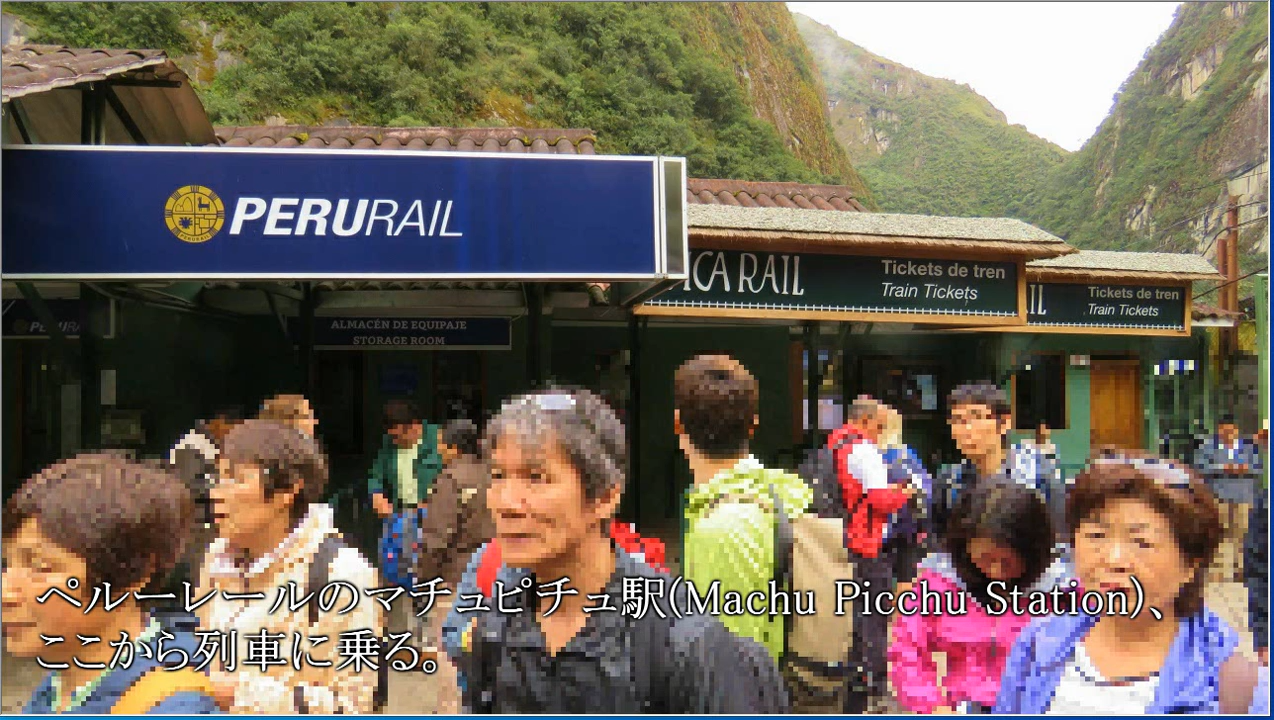 PERURAIL
ICA RAIL
Tickets de tren
Train Tickets
IL
Tickets de tren
Train Tickets
ALMACÉN DE EQUIPAJE
STORAGE ROOM
ペルーレールのマチュピチュ駅(Machu Picchu Station)、
ここから列車に乗る。